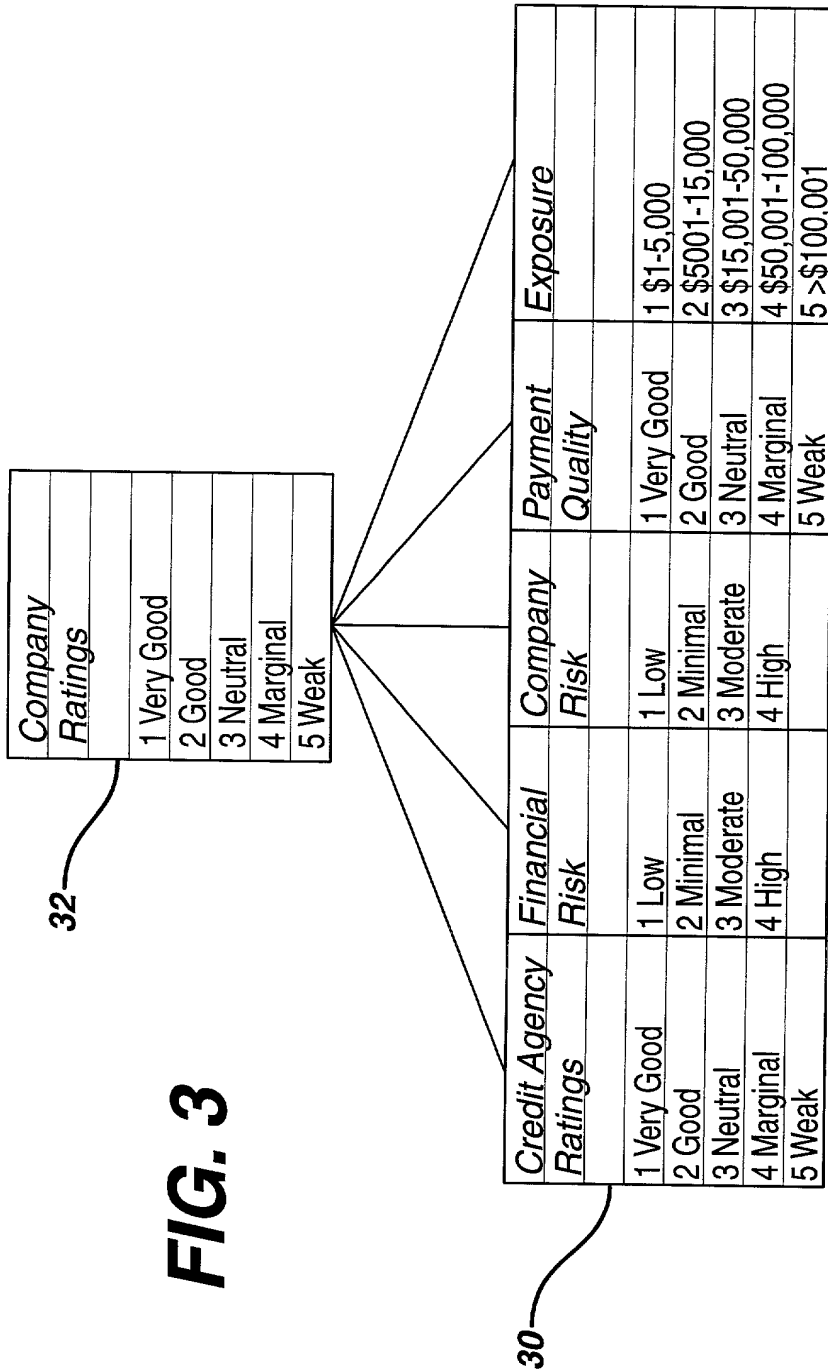 FIG. 3
32
Company
Ratings
1 Very Good
2 Good
3 Neutral
4 Marginal
5 Weak
30
Credit Agency Financial Company Payment Exposure
Ratings Risk Risk Quality
1 Very Good 1 Low 1 Low 1 Very Good 1 $1-5,000
2 Good 2 Minimal 2 Minimal 2 Good 2 $5001-15,000
3 Neutral 3 Moderate 3 Moderate 3 Neutral 3 $15,001-50,000
4 Marginal 4 High 4 High 4 Marginal 4 $50,001-100,000
5 Weak 5 Weak 5 >$100,001